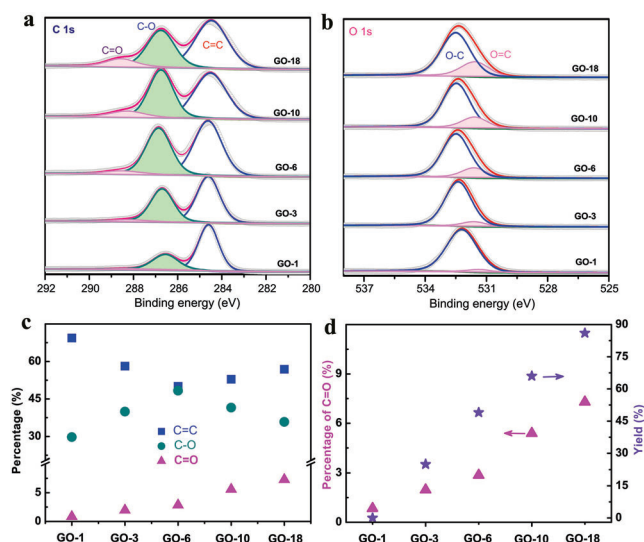 a
C 1s
C=O
C-O
C=C
GO-18
GO-10
GO-6
GO-3
GO-1
292 290 288 286 284 282 280
Binding energy (eV)
b
O 1s
O-C
O=C
GO-18
GO-10
GO-6
GO-3
GO-1
537 534 531 528 525
Binding energy (eV)
c
Percentage (%)
60
45
30
5
0
C=C
C-O
C=O
GO-1 GO-3 GO-6 GO-10 GO-18
d
Percentage of C=O (%)
9
6
3
0
90
75
60
45
30
15
0
Yield (%)
GO-1 GO-3 GO-6 GO-10 GO-18